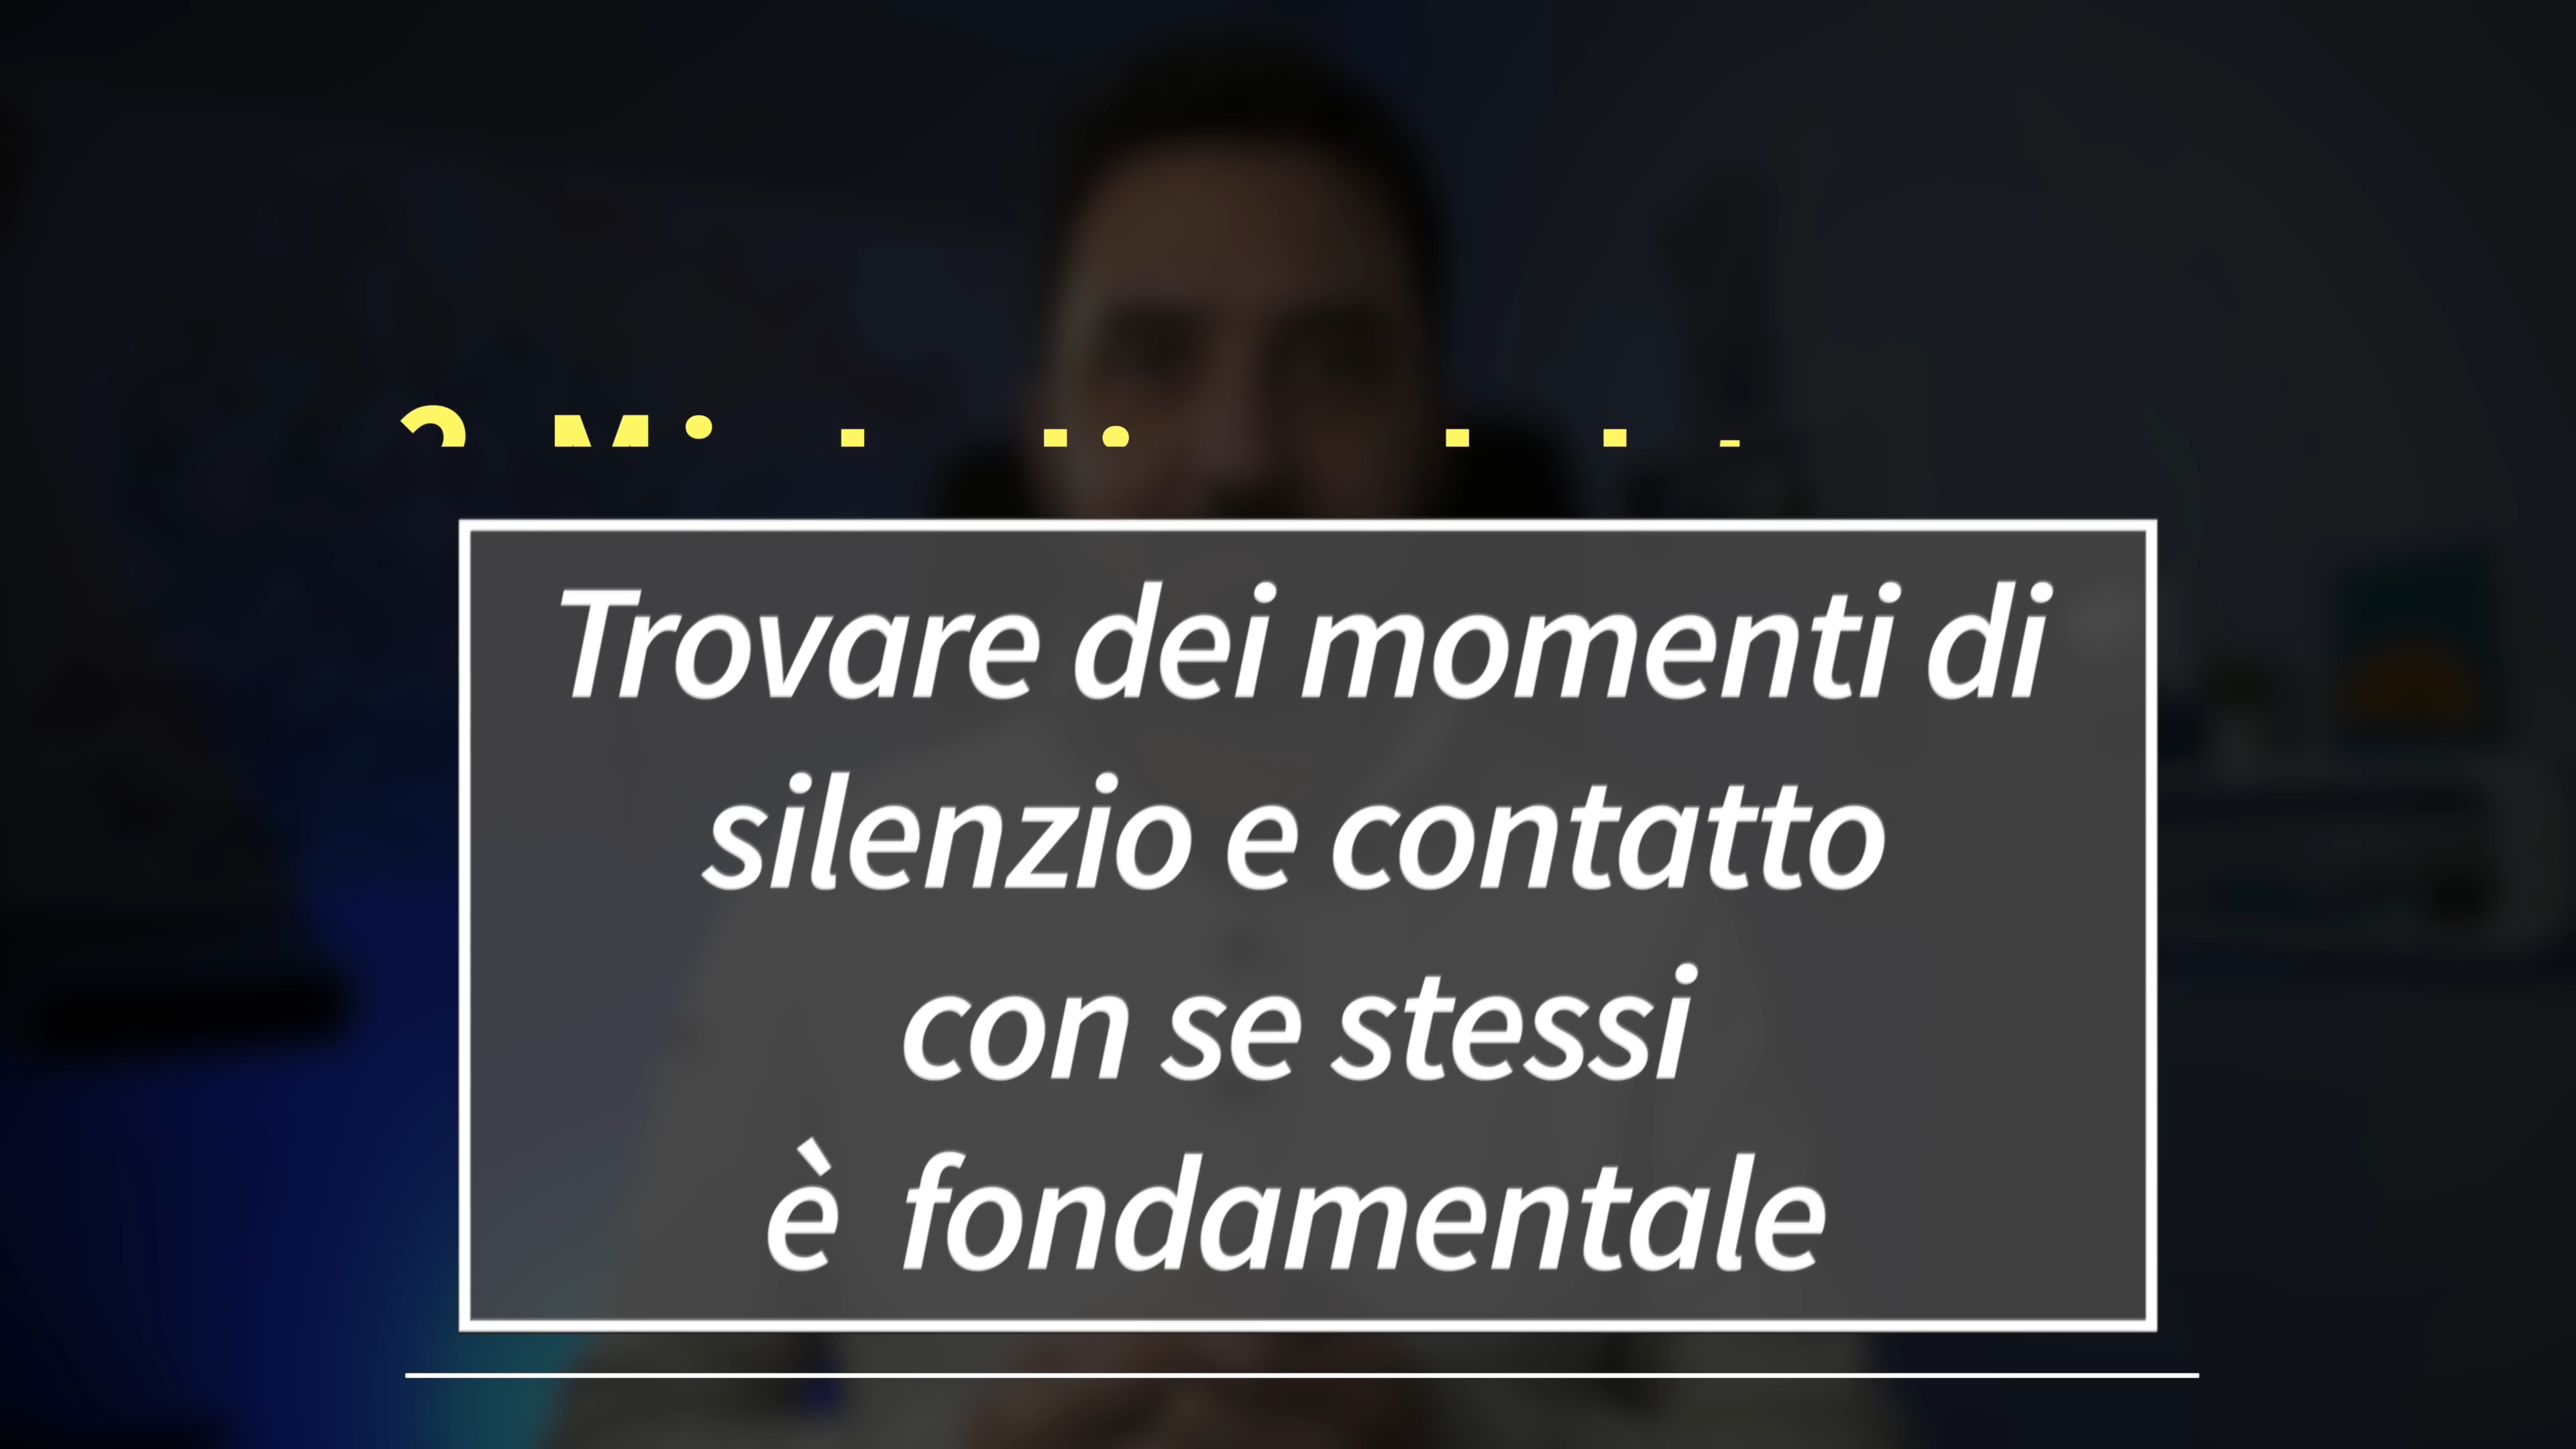 Trovare dei momenti di
silenzio e contatto
con se stessi
è fondamentale